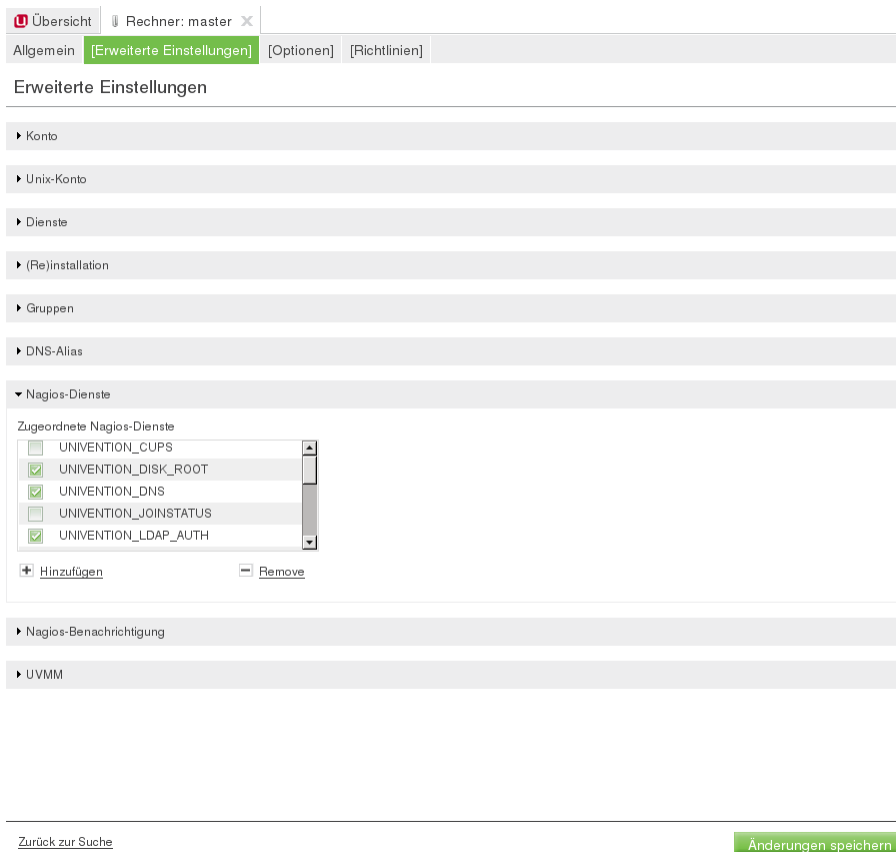 Übersicht Rechner: master
Allgemein [Erweiterte Einstellungen] [Optionen] [Richtlinien]
Erweiterte Einstellungen
Konto
Unix-Konto
Dienste
(Re)installation
Gruppen
DNS-Alias
Nagios-Dienste
Zugeordnete Nagios-Dienste
UNIVENTION_CUPS
UNIVENTION_DISK_ROOT
UNIVENTION_DNS
UNIVENTION_JOINSTATUS
UNIVENTION_LDAP_AUTH
Hinzufügen Remove
Nagios-Benachrichtigung
UVMM
Zurück zur Suche Änderungen speichern